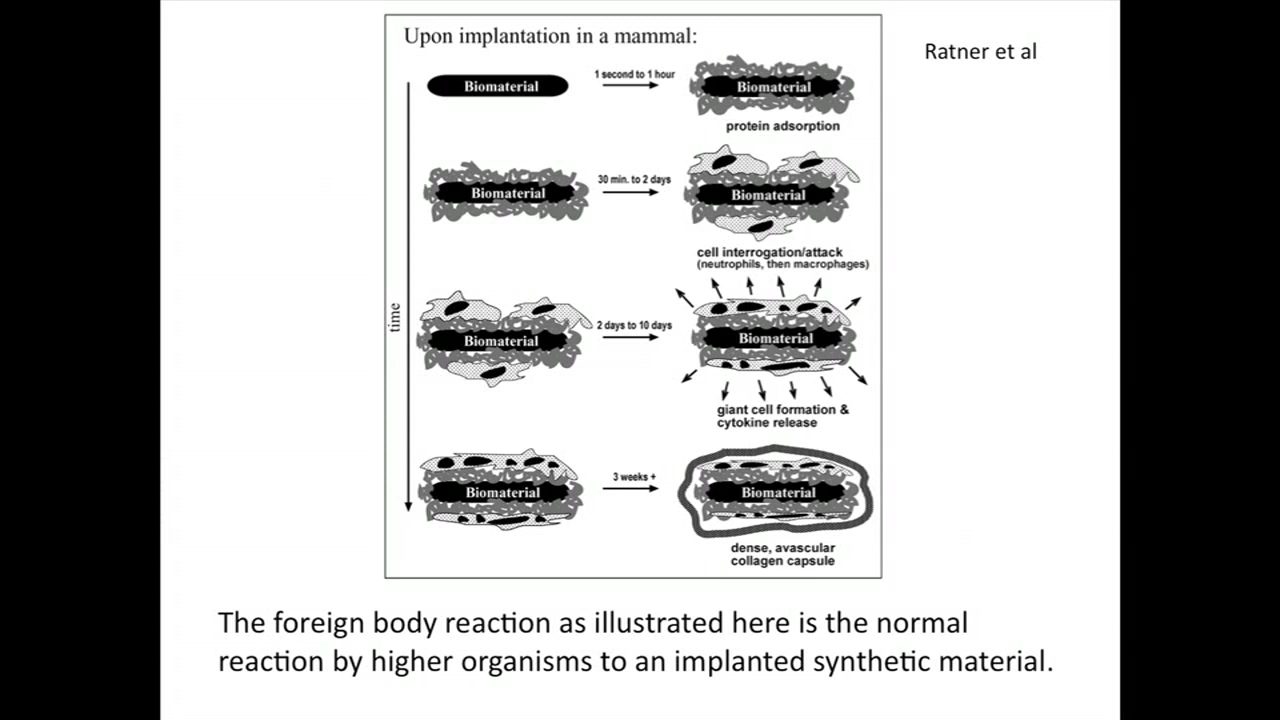 Upon implantation in a mammal:
Ratner et al
Biomaterial
1 second to 1 hour
Biomaterial
protein adsorption
Biomaterial
30 min. to 2 days
Biomaterial
cell interrogation/attack
(neutrophils, then macrophages)
time
Biomaterial
2 days to 10 days
Biomaterial
giant cell formation &
cytokine release
Biomaterial
3 weeks +
Biomaterial
dense, avascular
collagen capsule
The foreign body reaction as illustrated here is the normal
reaction by higher organisms to an implanted synthetic material.